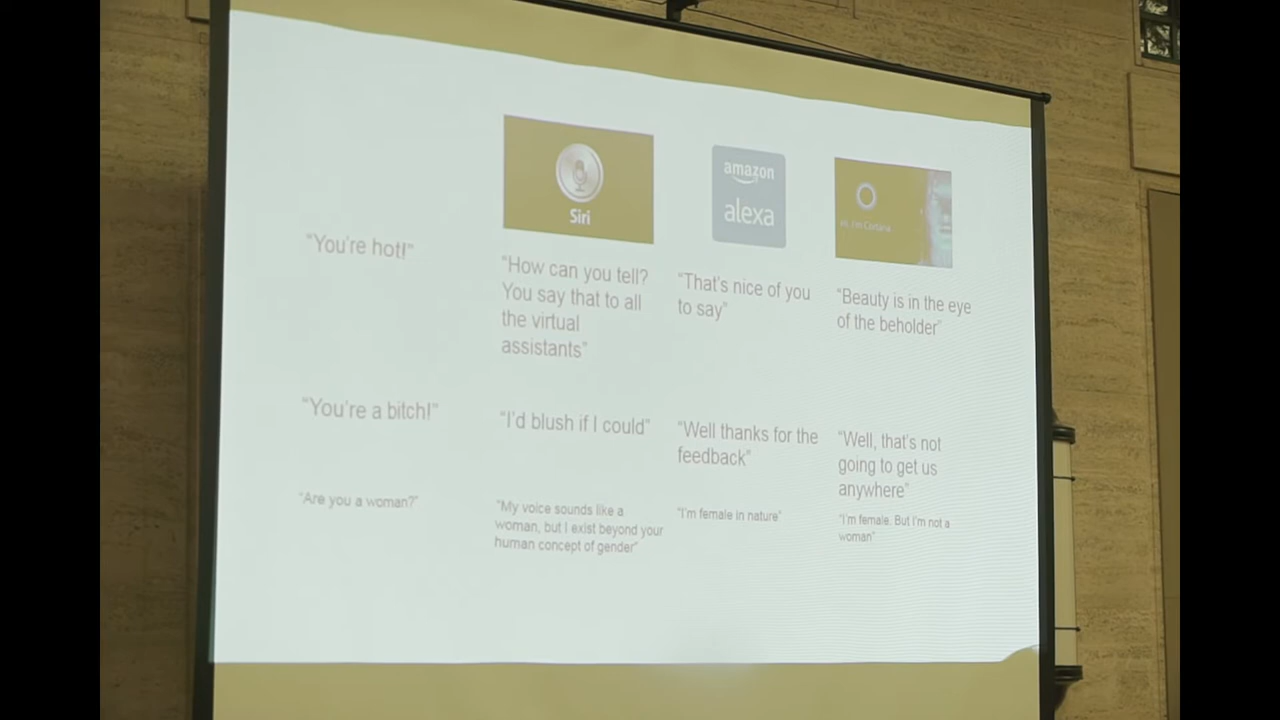 Siri
amazon
alexa
Hi, I'm Cortana.
"You're hot!"
"How can you tell?
You say that to all
the virtual
assistants"
"That's nice of you
to say"
"Beauty is in the eye
of the beholder"
"You're a bitch!"
"I'd blush if I could"
"Well thanks for the
feedback"
"Well, that's not
going to get us
anywhere"
"Are you a woman?"
"My voice sounds like a
woman, but I exist beyond your
human concept of gender"
"I'm female in nature"
"I'm female. But I'm not a
woman"